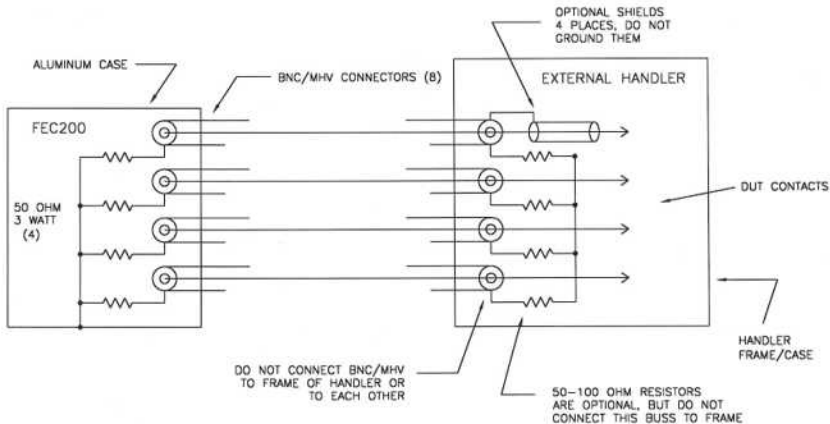 OPTIONAL SHIELDS
4 PLACES, DO NOT
GROUND THEM
ALUMINUM CASE
BNC/MHV CONNECTORS (8)
EXTERNAL HANDLER
FEC200
50 OHM
3 WATT
(4)
DUT CONTACTS
HANDLER
FRAME/CASE
DO NOT CONNECT BNC/MHV
TO FRAME OF HANDLER OR
TO EACH OTHER
50-100 OHM RESISTORS
ARE OPTIONAL, BUT DO NOT
CONNECT THIS BUSS TO FRAME